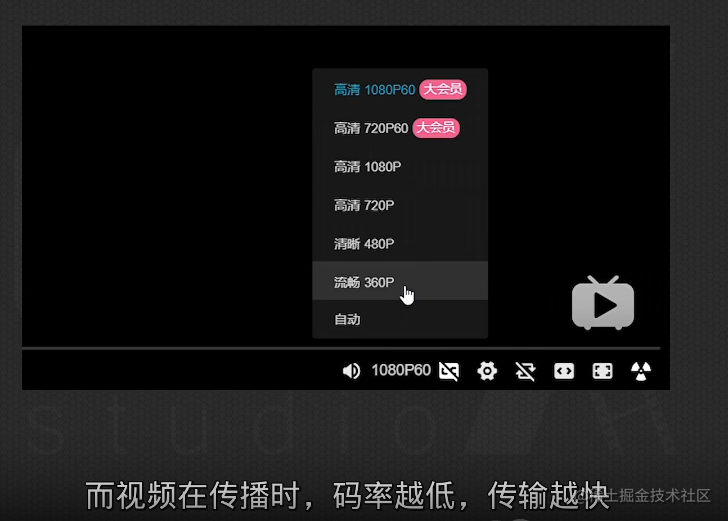 高清 1080P60 大会员
高清 720P60 大会员
高清 1080P
高清 720P
清晰 480P
流畅 360P
自动
1080P60
studio
而视频在传播时，码率越低，传输越快
@稀土掘金技术社区